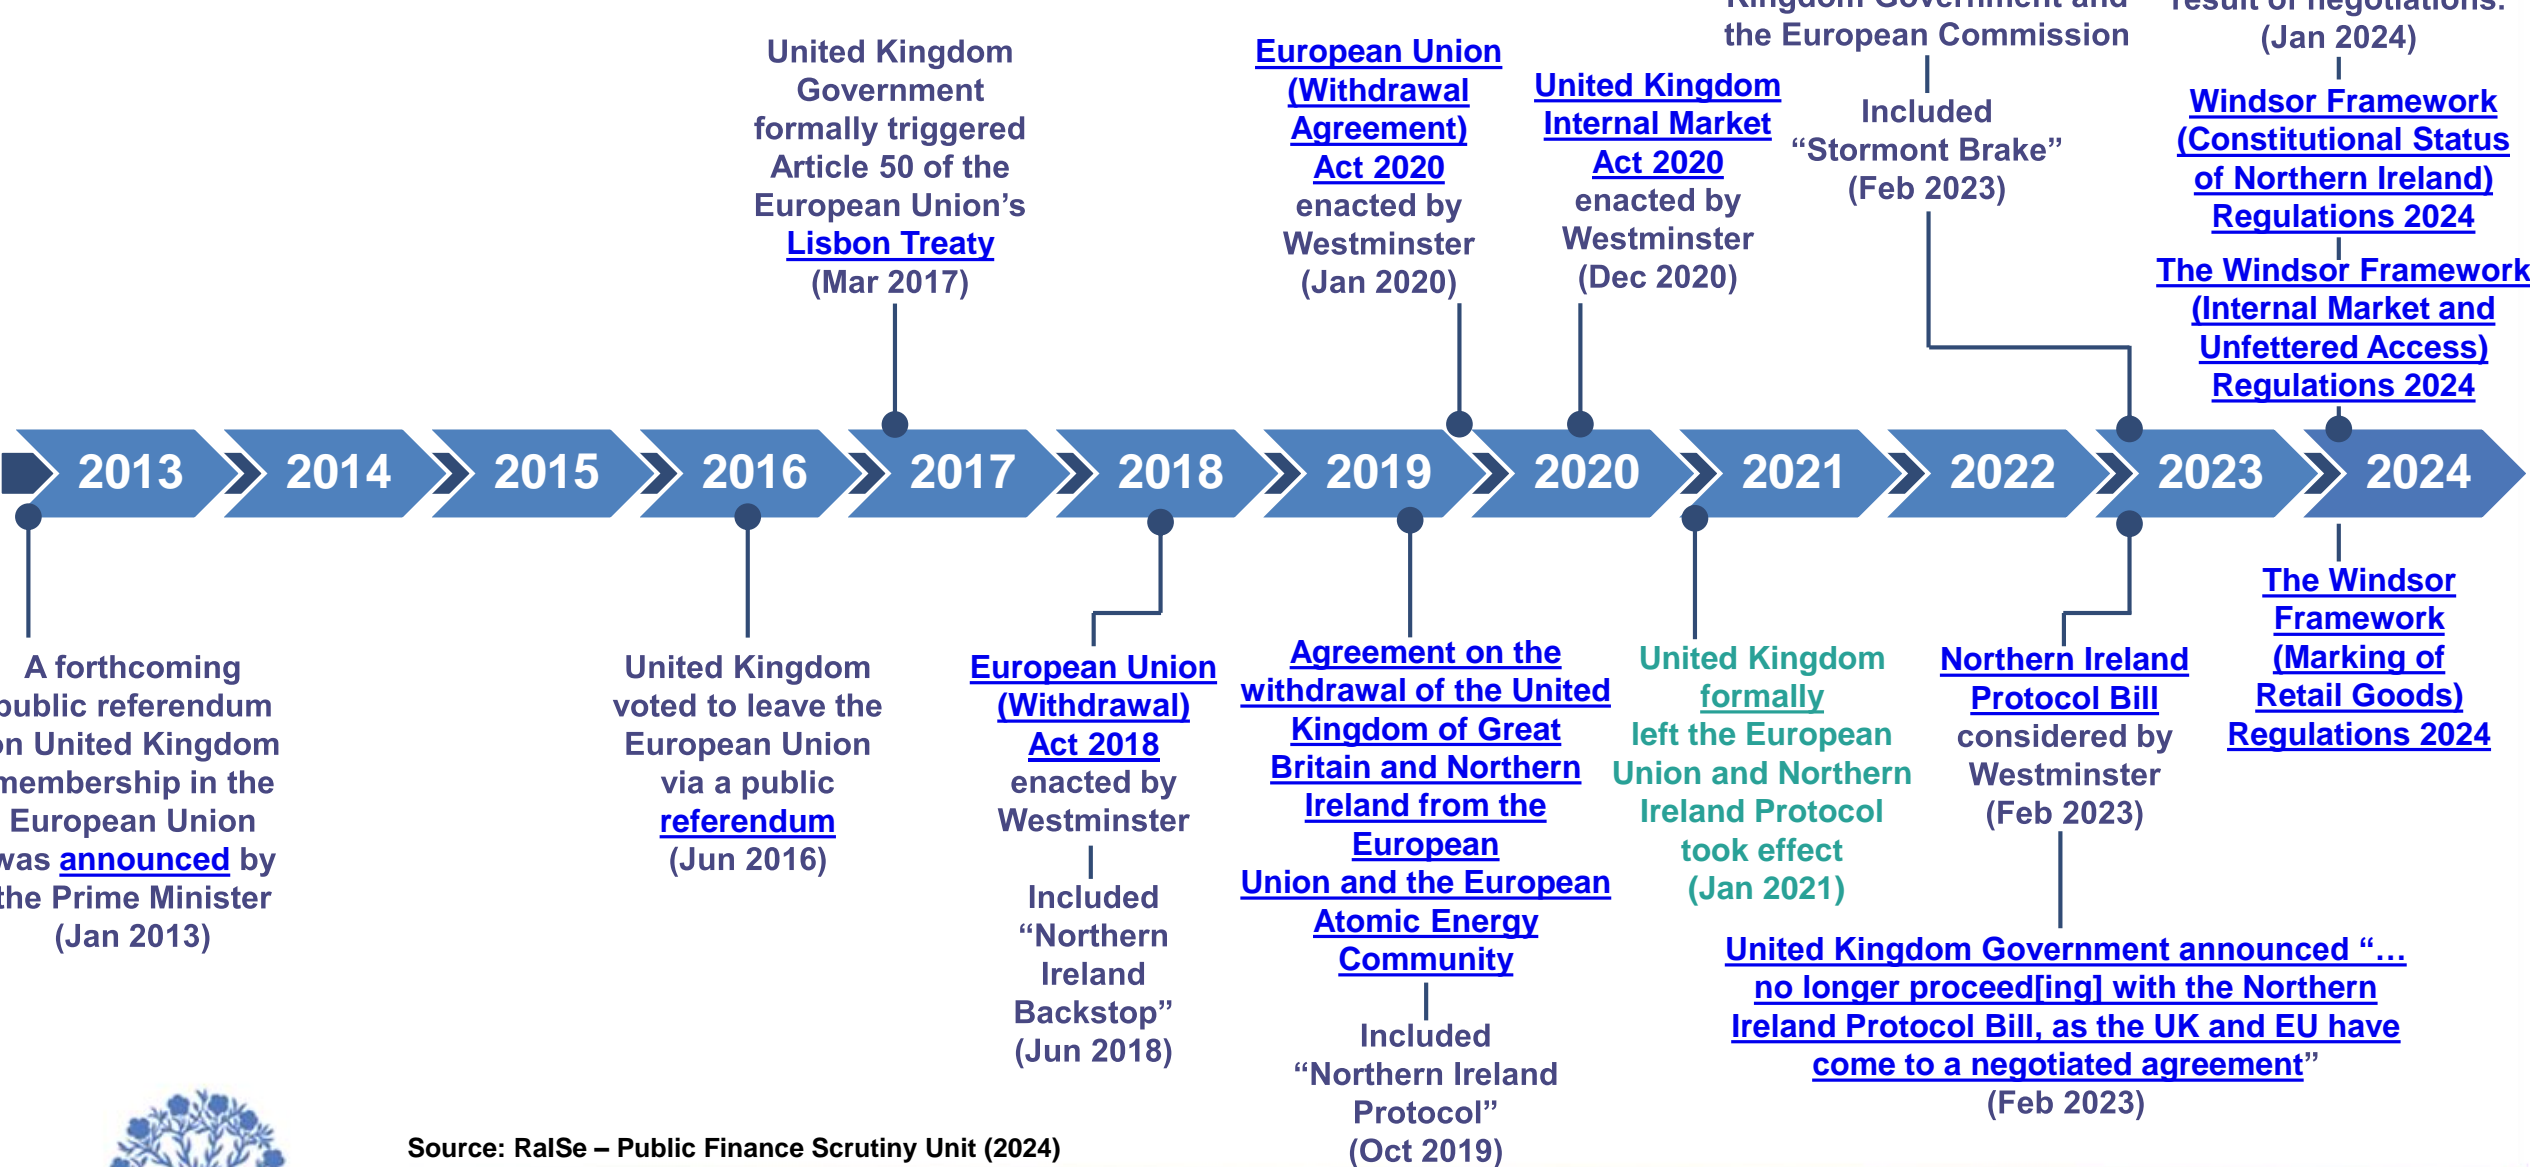 United Kingdom
Government
formally triggered
Article 50 of the
European Union’s
Lisbon Treaty
(Mar 2017)
European Union
(Withdrawal
Agreement)
Act 2020
enacted by
Westminster
(Jan 2020)
United Kingdom
Internal Market
Act 2020
enacted by
Westminster
(Dec 2020)
Kingdom Government and
the European Commission
Included
“Stormont Brake”
(Feb 2023)
result of negotiations.
(Jan 2024)
Windsor Framework
(Constitutional Status
of Northern Ireland)
Regulations 2024
The Windsor Framework
(Internal Market and
Unfettered Access)
Regulations 2024
2013 2014 2015 2016 2017 2018 2019 2020 2021 2022 2023 2024
A forthcoming
public referendum
on United Kingdom
membership in the
European Union
was announced by
the Prime Minister
(Jan 2013)
United Kingdom
voted to leave the
European Union
via a public
referendum
(Jun 2016)
European Union
(Withdrawal)
Act 2018
enacted by
Westminster
Included
“Northern
Ireland
Backstop”
(Jun 2018)
Agreement on the
withdrawal of the United
Kingdom of Great
Britain and Northern
Ireland from the
European
Union and the European
Atomic Energy
Community
Included
“Northern Ireland
Protocol”
(Oct 2019)
United Kingdom
formally
left the European
Union and Northern
Ireland Protocol
took effect
(Jan 2021)
Northern Ireland
Protocol Bill
considered by
Westminster
(Feb 2023)
United Kingdom Government announced “…
no longer proceed[ing] with the Northern
Ireland Protocol Bill, as the UK and EU have
come to a negotiated agreement”
(Feb 2023)
The Windsor
Framework
(Marking of
Retail Goods)
Regulations 2024
Source: RaISe – Public Finance Scrutiny Unit (2024)